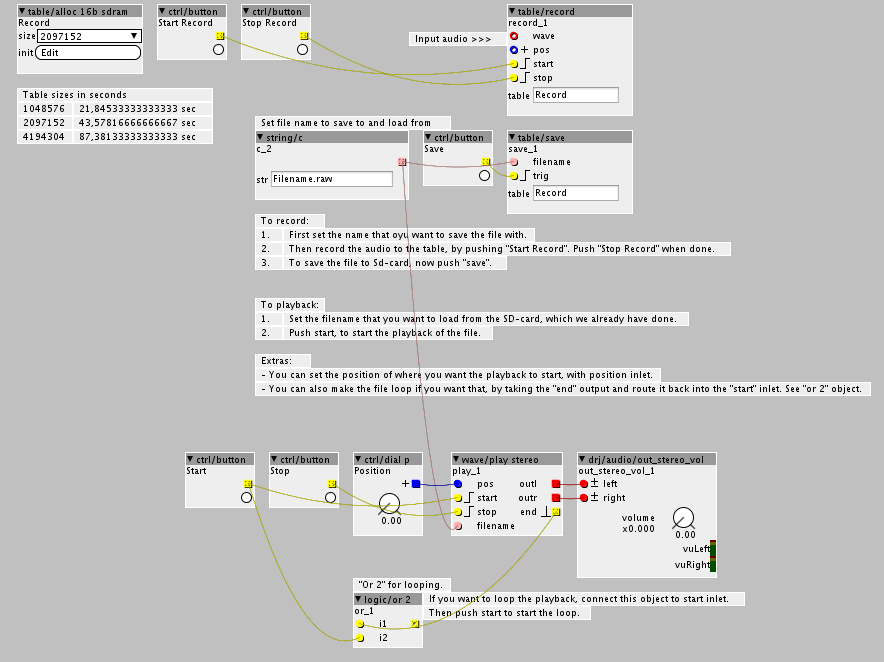 table/alloc 16b sdram
Record
size 2097152
init Edit
ctrl/button
Start Record
ctrl/button
Stop Record
Input audio >>>
table/record
record_1
wave
pos
start
stop
table Record
Table sizes in seconds
1048576 21,84533333333333 sec
2097152 43,57816666666667 sec
4194304 87,38133333333333 sec
Set file name to save to and load from
string/c
c_2
str Filename.raw
ctrl/button
Save
table/save
save_1
filename
trig
table Record
To record:
1. First set the name that oyu want to save the file with.
2. Then record the audio to the table, by pushing "Start Record". Push "Stop Record" when done.
3. To save the file to Sd-card, now push "save".
To playback:
1. Set the filename that you want to load from the SD-card, which we already have done.
2. Push start, to start the playback of the file.
Extras:
- You can set the position of where you want the playback to start, with position inlet.
- You can also make the file loop if you want that, by taking the "end" output and route it back into the "start" inlet. See "or 2" object.
ctrl/button
Start
ctrl/button
Stop
ctrl/dial p
Position
+
0.00
wave/play stereo
play_1
pos outl
start outr
stop end
filename
drj/audio/out_stereo_vol
out_stereo_vol_1
left
right
volume
x0.000
0.00
vuLeft
vuRight
"Or 2" for looping.
logic/or 2
or_1
i1
i2
If you want to loop the playback, connect this object to start inlet.
Then push start to start the loop.